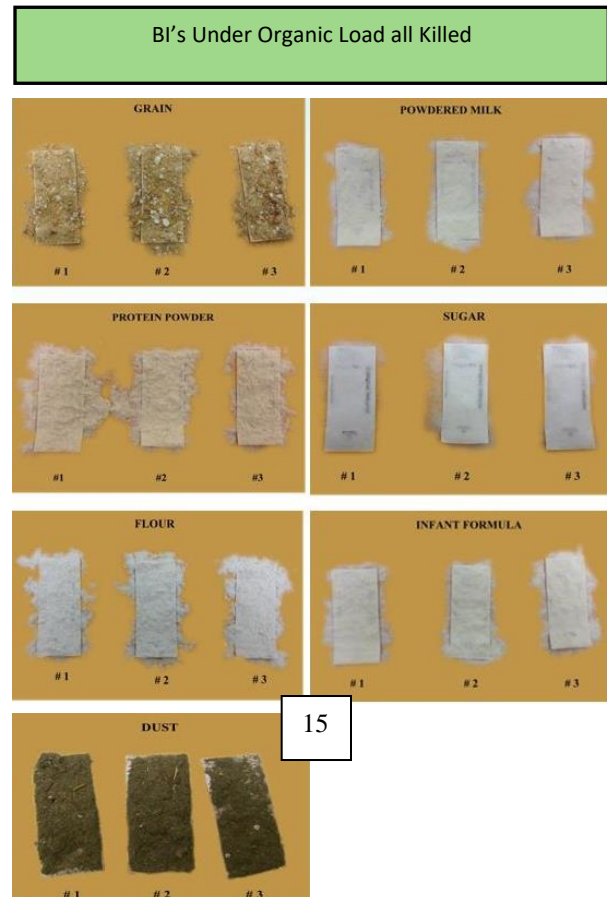 BI's Under Organic Load all Killed
GRAIN
# 1
# 2
# 3
POWDERED MILK
# 1
# 2
# 3
PROTEIN POWDER
#1
#2
#3
SUGAR
# 1
# 2
# 3
FLOUR
# 1
# 2
# 3
INFANT FORMULA
# 1
# 2
# 3
15
DUST
# 1
# 2
# 3